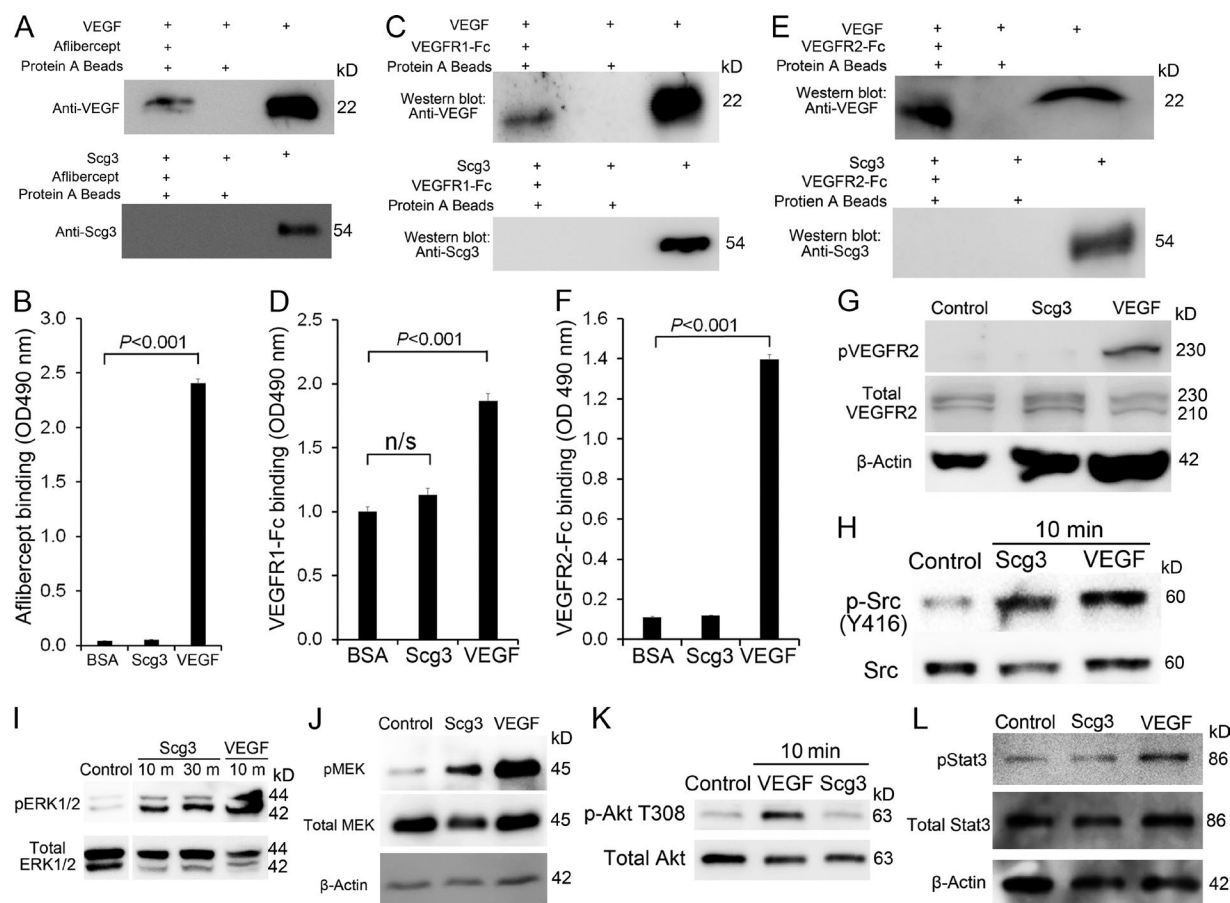 A
VEGF + + +
Aflibercept +
Protein A Beads + + kD
Anti-VEGF 22
Scg3 + + +
Aflibercept +
Protein A Beads + +
Anti-Scg3 54
C
VEGF + + +
VEGFR1-Fc +
Protein A Beads + + kD
Western blot: 22
Anti-VEGF
Scg3 + + +
VEGFR1-Fc +
Protein A Beads + +
Western blot: 54
Anti-Scg3
E
VEGF + + +
VEGFR2-Fc +
Protein A Beads + + kD
Western blot: 22
Anti-VEGF
Scg3 + + +
VEGFR2-Fc +
Protien A Beads + +
Western blot: 54
Anti-Scg3
B
Aflibercept binding (OD490 nm)
3.0
2.5
2.0
1.5
1.0
0.5
0.0
P<0.001
BSA Scg3 VEGF
D
VEGFR1-Fc binding (OD490 nm)
2.5
2.0
1.5
1.0
0.5
0.0
P<0.001
n/s
BSA Scg3 VEGF
F
VEGFR2-Fc binding (OD 490 nm)
1.6
1.4
1.2
1.0
0.8
0.6
0.4
0.2
0.0
P<0.001
BSA Scg3 VEGF
G
Control Scg3 VEGF kD
pVEGFR2 230
Total 230
VEGFR2 210
β-Actin 42
H
10 min
Control Scg3 VEGF kD
p-Src 60
(Y416)
Src 60
I
Scg3 VEGF
Control 10 m 30 m 10 m kD
pERK1/2 44
42
Total 44
ERK1/2 42
J
Control Scg3 VEGF kD
pMEK 45
Total MEK 45
β-Actin 42
K
10 min
Control VEGF Scg3 kD
p-Akt T308 63
Total Akt 63
L
Control Scg3 VEGF kD
pStat3 86
Total Stat3 86
β-Actin 42